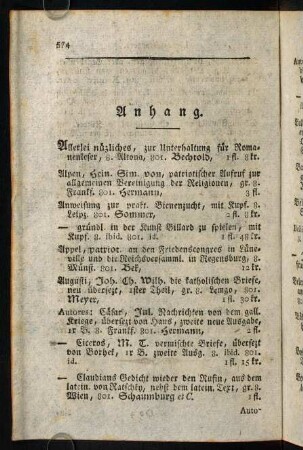 574
Anhang.
Allerlei nüzliches, zur Unterhaltung für Roma-
nenleser, 8. Altona, 801. Bechtold, 1 fl. 8 kr.
Alpen, Hein. Sim. von, patriotischer Aufruf zur
allgemeinen Vereinigung der Religionen, gr. 8.
Frankf. 801. Hermann, 3 fl.
Anweisung zur prakt. Bienenzucht, mit Kupf. 8.
Leipz. 801. Sommer, 2 fl. 8 kr.
— gründl. in der Kunst Billard zu spielen, mit
Kupf. 8. ibid. 801. id. 1 fl. 48 kr.
Appel, patriot. an den Friedenscongres in Lüne-
ville und die Reichsversamml. in Regensburg, 8.
Münst. 801. Bek, 12 kr.
Augusti, Joh. Ch. Wilh. die katholischen Briefe,
neu übersezt, 1ster Theil, gr. 8. Lemgo, 801.
Meyer, 1 fl. 30 kr.
Autores: Cäsar, Jul. Nachrichten von dem gall.
Kriege, übersezt von Haus, zweite neue Ausgabe,
1r B. 8. Frankf. 801. Hermann, 2 fl.
— Ciceros, M. T. vermischte Briefe, übersezt
von Borhek, 1r B. zweite Ausg. 8. ibid. 801.
id. 1 fl. 15 kr.
— Claudians Gedicht wieder den Rufin, aus dem
latein. von Ratschky, nebst dem latein. Text, gr. 8.
Wien, 801. Schaumburg et C. 1 fl.
Auto-